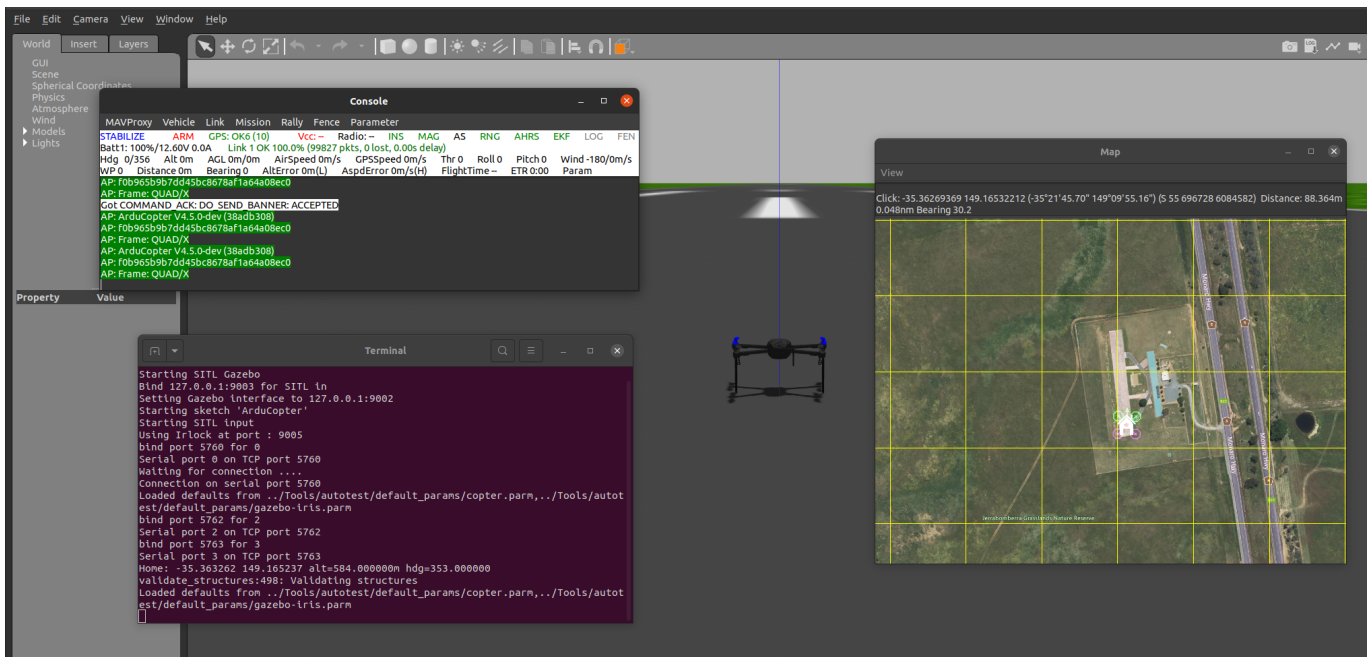 File Edit Camera View Window Help
World Insert Layers
GUI
Scene
Spherical Coordinates
Physics
Atmosphere
Wind
Models
Lights
Property Value
Console
MAVProxy Vehicle Link Mission Rally Fence Parameter
STABILIZE ARM GPS: OK6 (10) Vcc: -- Radio: -- INS MAG AS RNG AHRS EKF LOG FEN
Batt1: 100%/12.60V 0.0A Link 1 OK 100.0% (99827 pkts, 0 lost, 0.00s delay)
Hdg 0/356 Alt 0m AGL 0m/0m AirSpeed 0m/s GPSSpeed 0m/s Thr 0 Roll 0 Pitch 0 Wind -180/0m/s
WP 0 Distance 0m Bearing 0 AltError 0m(L) AspdError 0m/s(H) FlightTime -- ETR 0:00 Param
AP: f0b965b9b7dd45bc8678af1a64a08ec0
AP: Frame: QUAD/X
Got COMMAND_ACK: DO_SEND_BANNER: ACCEPTED
AP: ArduCopter V4.5.0-dev (38adb308)
AP: f0b965b9b7dd45bc8678af1a64a08ec0
AP: Frame: QUAD/X
AP: ArduCopter V4.5.0-dev (38adb308)
AP: f0b965b9b7dd45bc8678af1a64a08ec0
AP: Frame: QUAD/X
Terminal
Starting SITL Gazebo
Bind 127.0.0.1:9003 for SITL in
Setting Gazebo interface to 127.0.0.1:9002
Starting sketch 'ArduCopter'
Starting SITL input
Using Irlock at port : 9005
bind port 5760 for 0
Serial port 0 on TCP port 5760
Waiting for connection ....
Connection on serial port 5760
Loaded defaults from ../Tools/autotest/default_params/copter.parm,../Tools/autot
est/default_params/gazebo-iris.parm
bind port 5762 for 2
Serial port 2 on TCP port 5762
bind port 5763 for 3
Serial port 3 on TCP port 5763
Home: -35.363262 149.165237 alt=584.000000m hdg=353.000000
validate_structures:498: Validating structures
Loaded defaults from ../Tools/autotest/default_params/copter.parm,../Tools/autot
est/default_params/gazebo-iris.parm
Map
View
Click: -35.36269369 149.16532212 (-35°21'45.70" 149°09'55.16") (S 55 696728 6084582) Distance: 88.364m
0.048nm Bearing 30.2
Monaro Hwy
Monaro Hwy
Monaro Hwy
Jerrabomberra Grasslands Nature Reserve